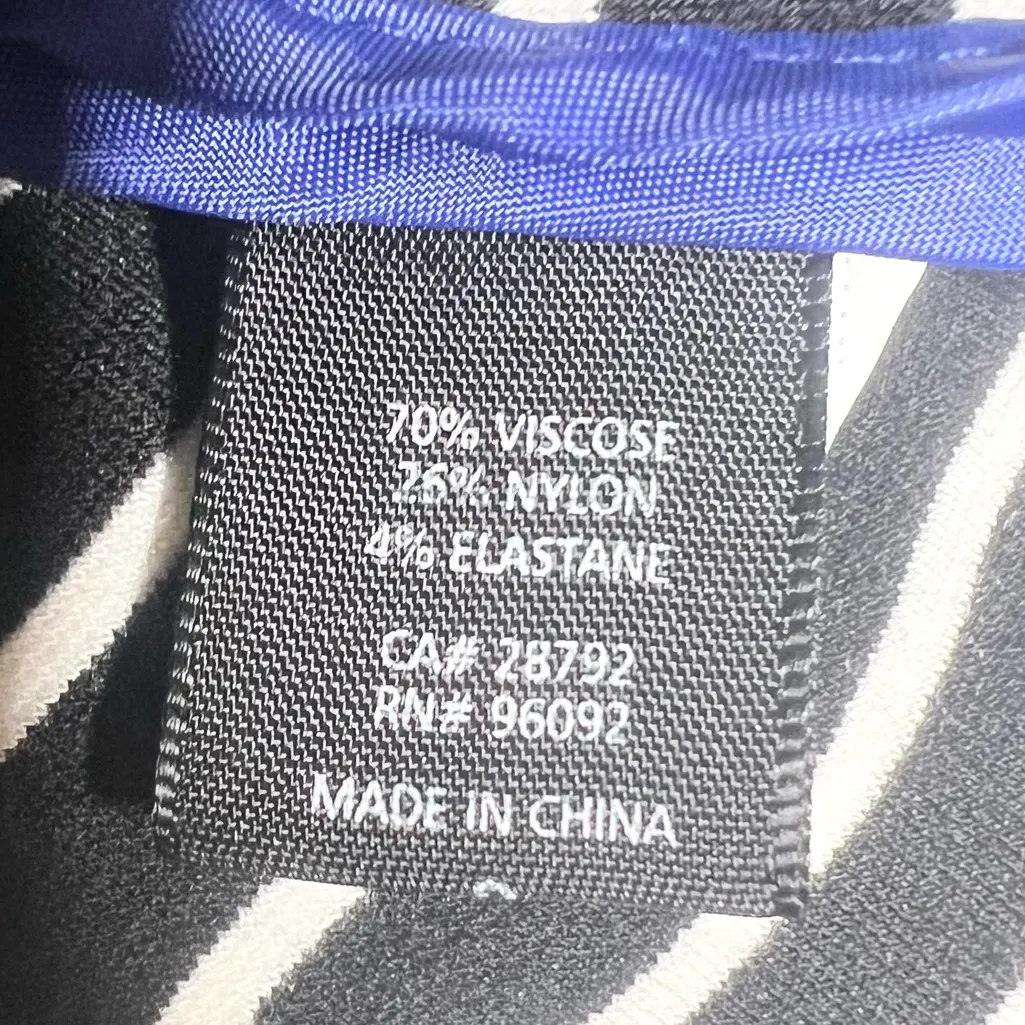 70% VISCOSE
26% NYLON
4% ELASTANE
CA# 28792
RN# 96092
MADE IN CHINA